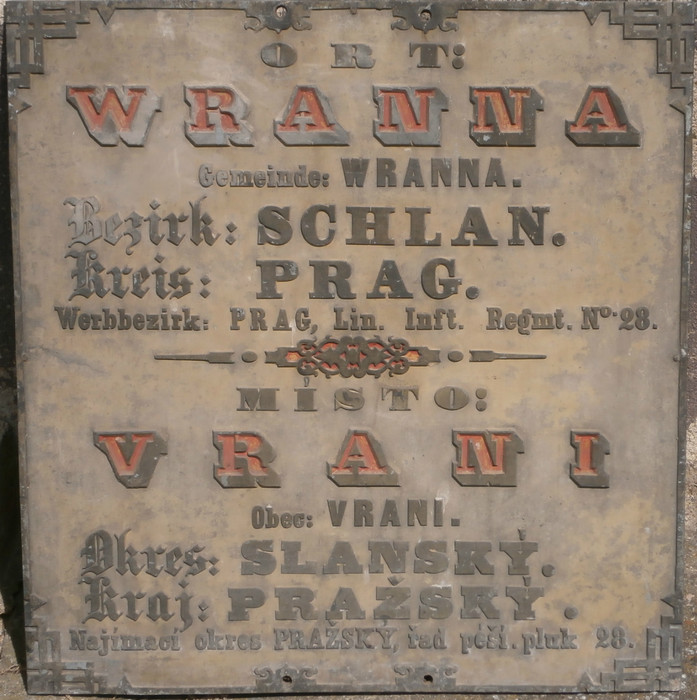 ORT:
WRANNA
Gemeinde: WRANNA.
Bezirk: SCHLAN.
Kreis: PRAG.
Werbbezirk: PRAG, Lin. Inft. Regmt. No. 28.
MÍSTO:
VRANI
Obec: VRANI.
Okres: SLANSKÝ.
Kraj: PRAŽSKÝ.
Najímací okres PRAŽSKÝ, řad péší. pluk 28.